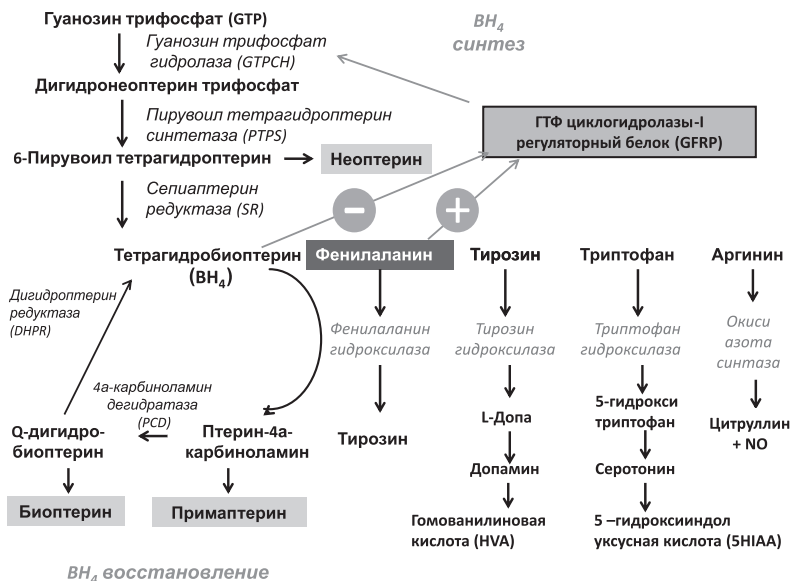 Гуанозин трифосфат (GTP)
Гуанозин трифосфат
гидролаза (GTPCH)
Дигидронеоптерин трифосфат
Пирувоил тетрагидроптерин
синтетаза (PTPS)
6-Пирувоил тетрагидроптерин
Неоптерин
Сепиаптерин
редуктаза (SR)
BH4
синтез
ГТФ циклогидролазы-I
регуляторный белок (GFRP)
−
+
Тетрагидробиоптерин
(BH4)
Фенилаланин
Тирозин
Триптофан
Аргинин
Дигидроптерин
редуктаза
(DHPR)
Фенилаланин
гидроксилаза
Тирозин
гидроксилаза
Триптофан
гидроксилаза
Окиси
азота
синтаза
4а-карбиноламин
дегидратаза
(PCD)
Q-дигидро-
биоптерин
Птерин-4а-
карбиноламин
Тирозин
L-Допа
5-гидрокси
триптофан
Цитруллин
+ NO
Допамин
Серотонин
Биоптерин
Примаптерин
Гомованилиновая
кислота (HVA)
5 –гидроксииндол
уксусная кислота (5HIAA)
BH4 восстановление